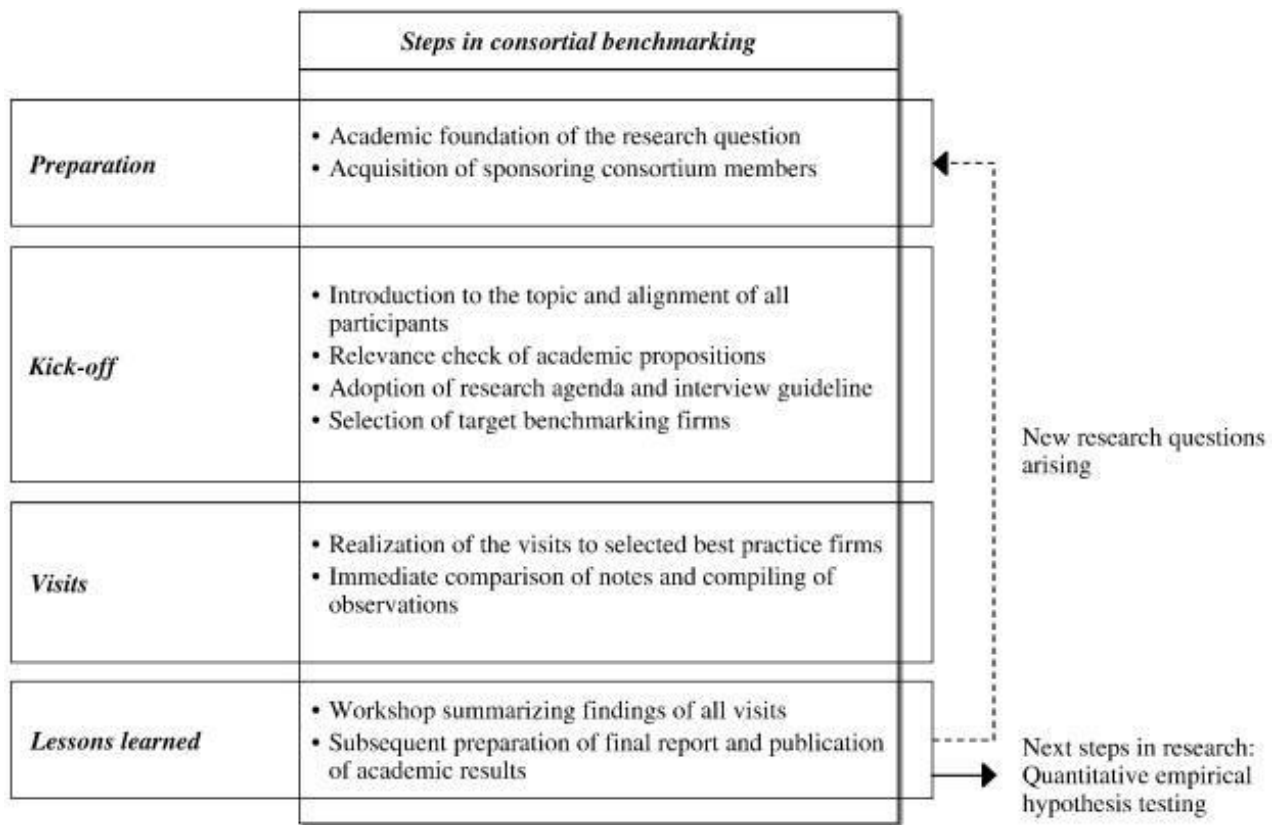 Steps in consortial benchmarking
Preparation
• Academic foundation of the research question
• Acquisition of sponsoring consortium members
Kick-off
• Introduction to the topic and alignment of all
participants
• Relevance check of academic propositions
• Adoption of research agenda and interview guideline
• Selection of target benchmarking firms
New research questions
arising
Visits
• Realization of the visits to selected best practice firms
• Immediate comparison of notes and compiling of
observations
Lessons learned
• Workshop summarizing findings of all visits
• Subsequent preparation of final report and publication
of academic results
Next steps in research:
Quantitative empirical
hypothesis testing